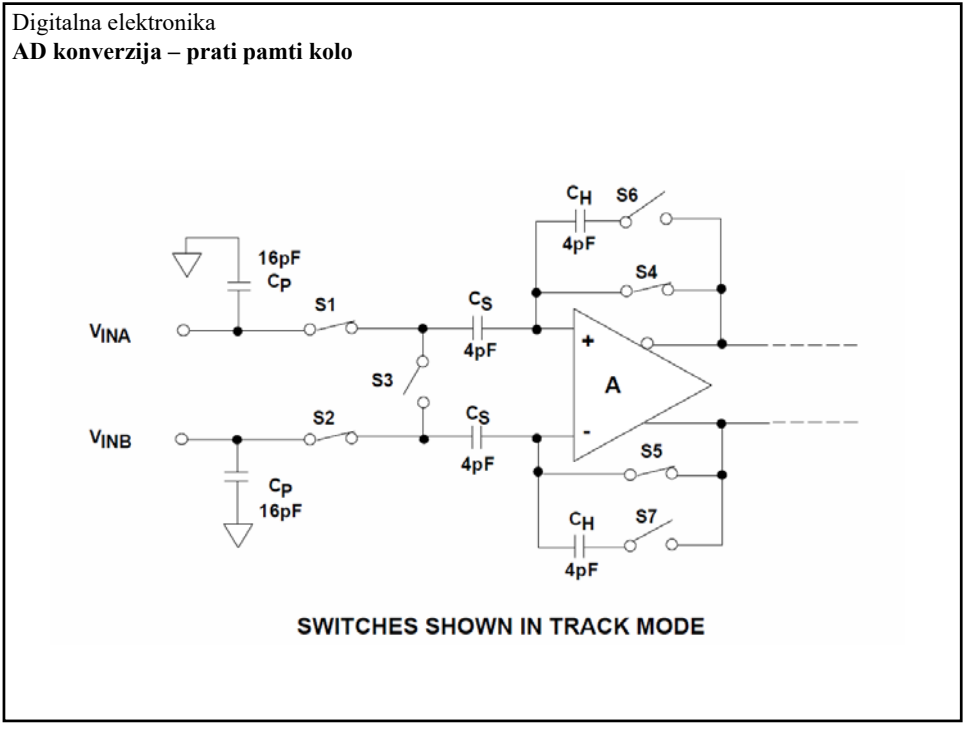 Digitalna elektronika
AD konverzija – prati pamti kolo
CH S6
4pF
16pF
CP
S4
S1
CS
VINA
4pF
+
S3
A
S2
CS
VINB
-
4pF
S5
CP
16pF
CH S7
4pF
SWITCHES SHOWN IN TRACK MODE